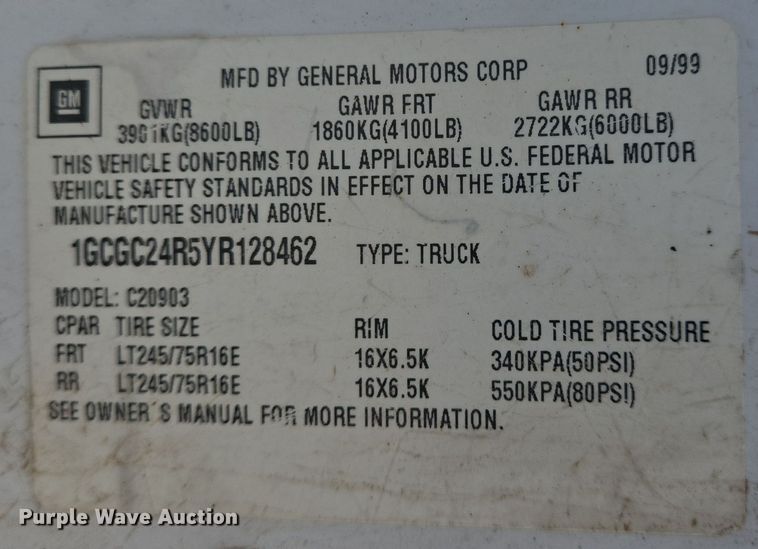 MFD BY GENERAL MOTORS CORP 09/99
GM
GVWR GAWR FRT GAWR RR
3901KG(8600LB) 1860KG(4100LB) 2722KG(6000LB)
THIS VEHICLE CONFORMS TO ALL APPLICABLE U.S. FEDERAL MOTOR
VEHICLE SAFETY STANDARDS IN EFFECT ON THE DATE OF
MANUFACTURE SHOWN ABOVE.
1GCGC24R5YR128462 TYPE: TRUCK
MODEL: C20903
CPAR TIRE SIZE RIM COLD TIRE PRESSURE
FRT LT245/75R16E 16X6.5K 340KPA(50PSI)
RR LT245/75R16E 16X6.5K 550KPA(80PSI)
SEE OWNER'S MANUAL FOR MORE INFORMATION.
Purple Wave Auction